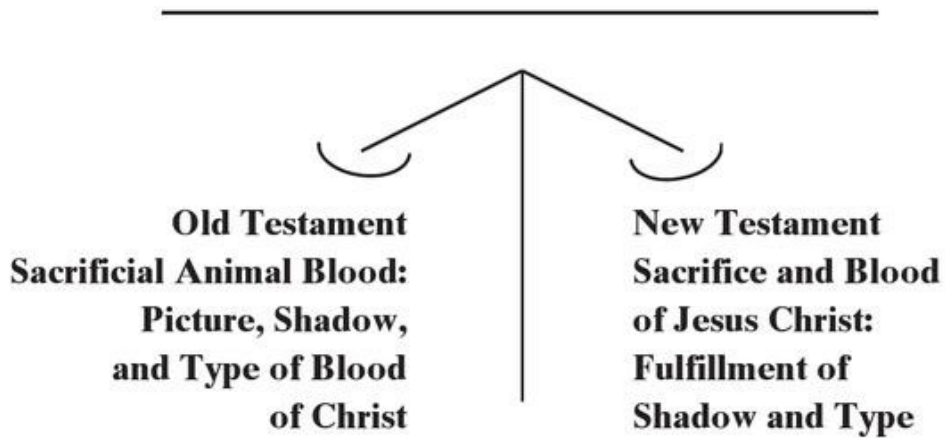 Old Testament
Sacrificial Animal Blood:
Picture, Shadow,
and Type of Blood
of Christ
New Testament
Sacrifice and Blood
of Jesus Christ:
Fulfillment of
Shadow and Type